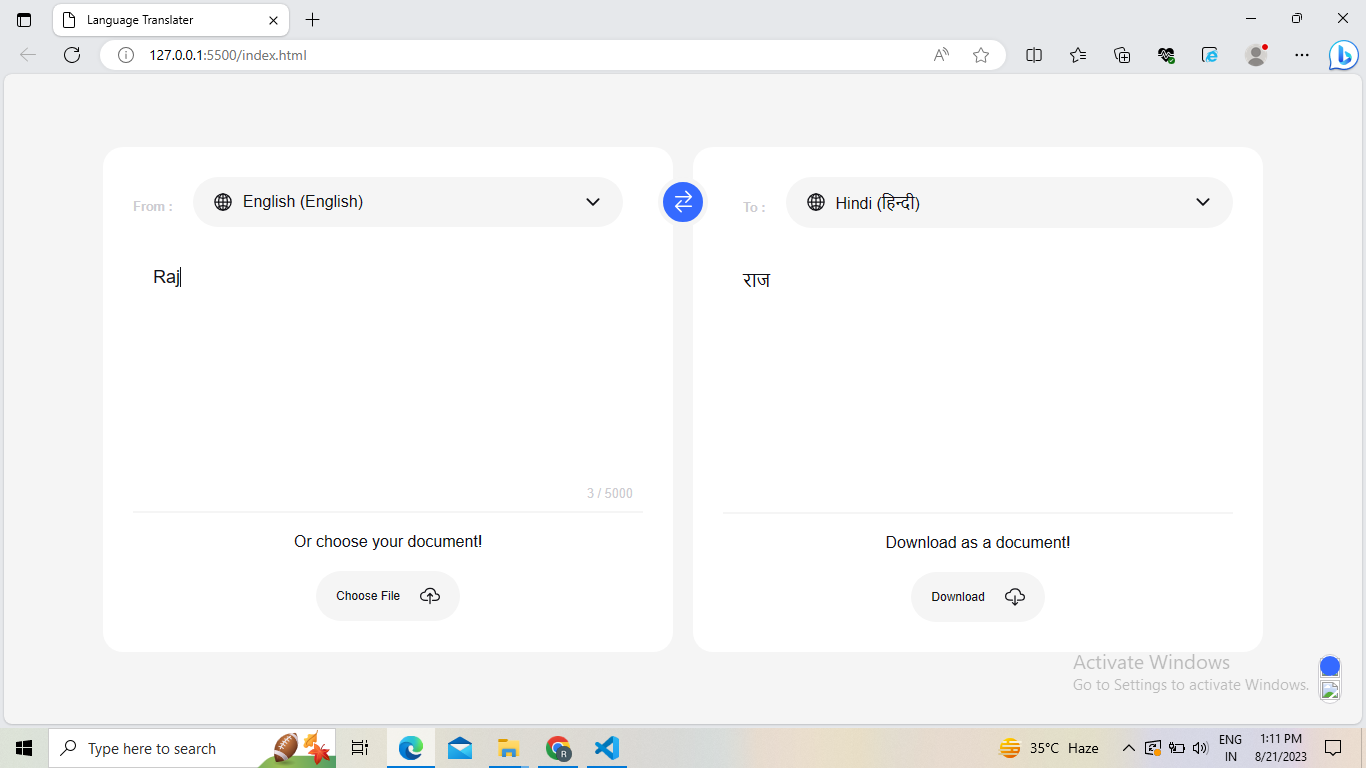 Language Translater
127.0.0.1:5500/index.html
From :
English (English)
To :
Hindi (हिन्दी)
Raj
राज
3 / 5000
Or choose your document!
Download as a document!
Choose File
Download
Activate Windows
Go to Settings to activate Windows.
Type here to search
R
35°C Haze
ENG
IN
1:11 PM
8/21/2023